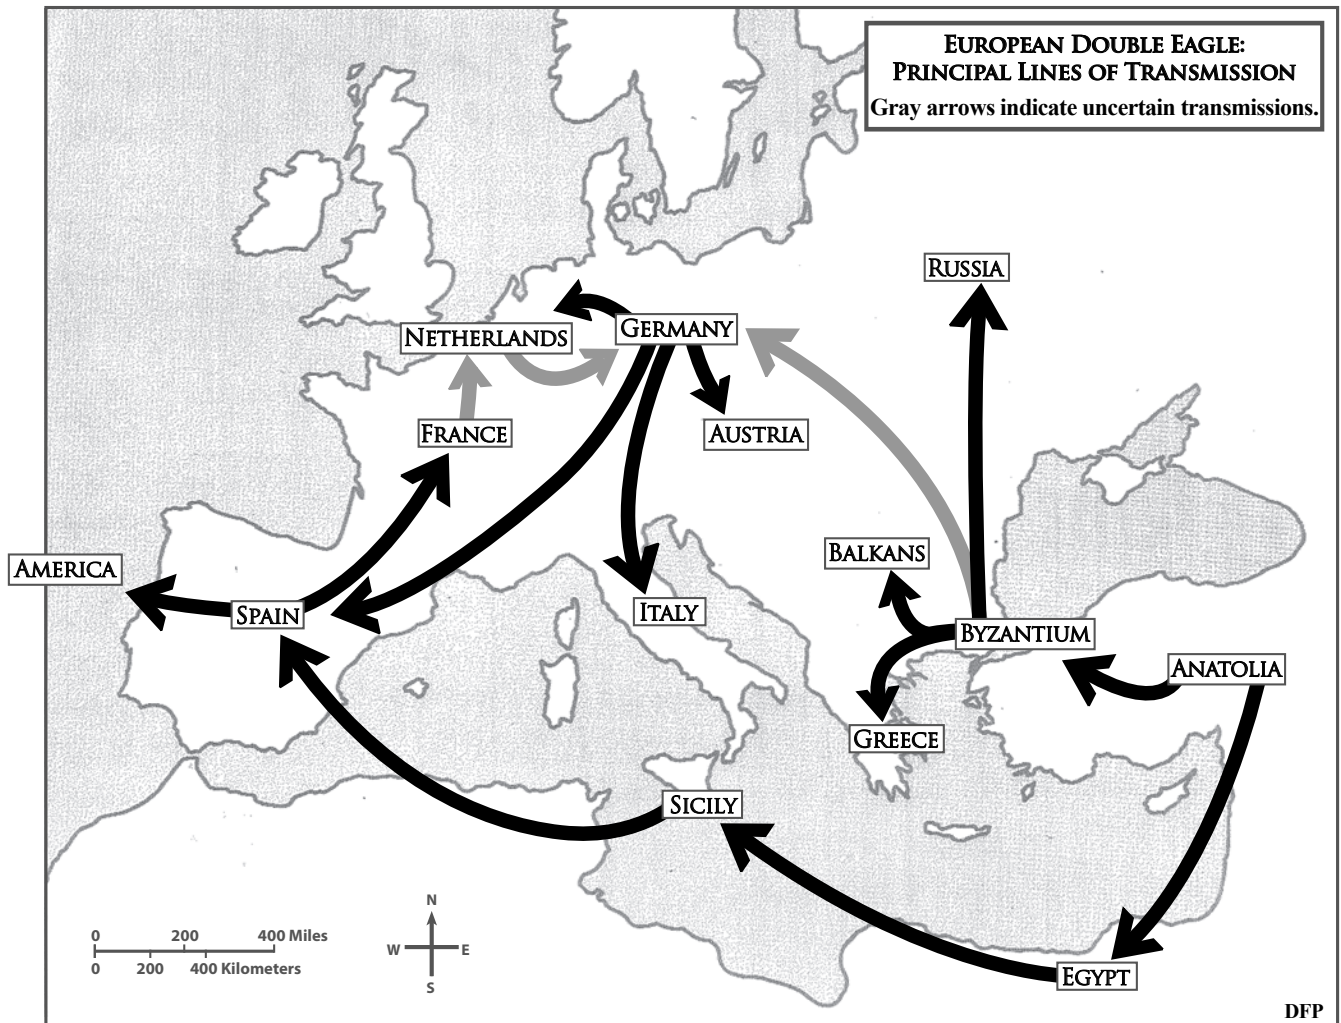 EUROPEAN DOUBLE EAGLE:
PRINCIPAL LINES OF TRANSMISSION
Gray arrows indicate uncertain transmissions.
RUSSIA
NETHERLANDS
GERMANY
FRANCE
AUSTRIA
AMERICA
SPAIN
ITALY
BALKANS
BYZANTIUM
ANATOLIA
GREECE
SICILY
EGYPT
N
W E
S
0 200 400 Miles
0 200 400 Kilometers
DFP